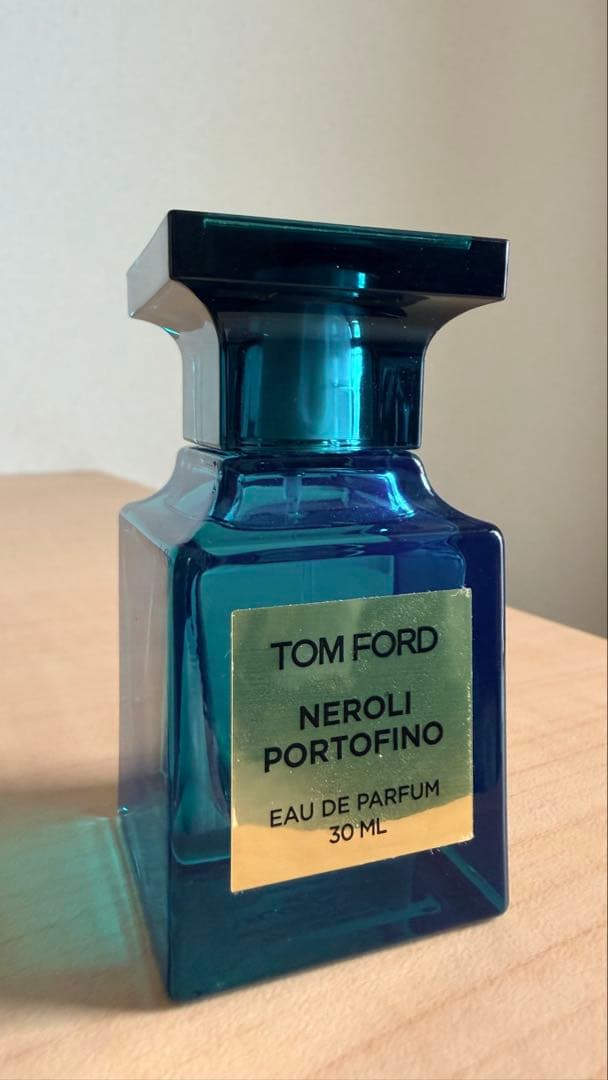 TOM FORD
NEROLI
PORTOFINO
EAU DE PARFUM
30 ML